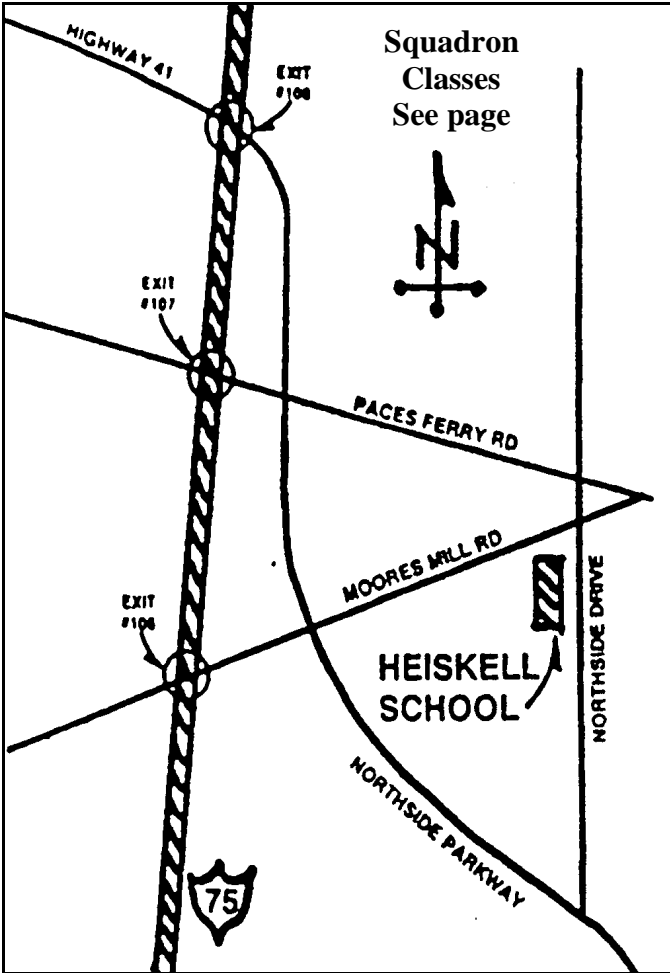 HIGHWAY 41
EXIT
#108
Squadron
Classes
See page
N
EXIT
#107
PACES FERRY RD
MOORES MILL RD
EXIT
#106
HEISKELL
SCHOOL
NORTHSIDE DRIVE
NORTHSIDE PARKWAY
75